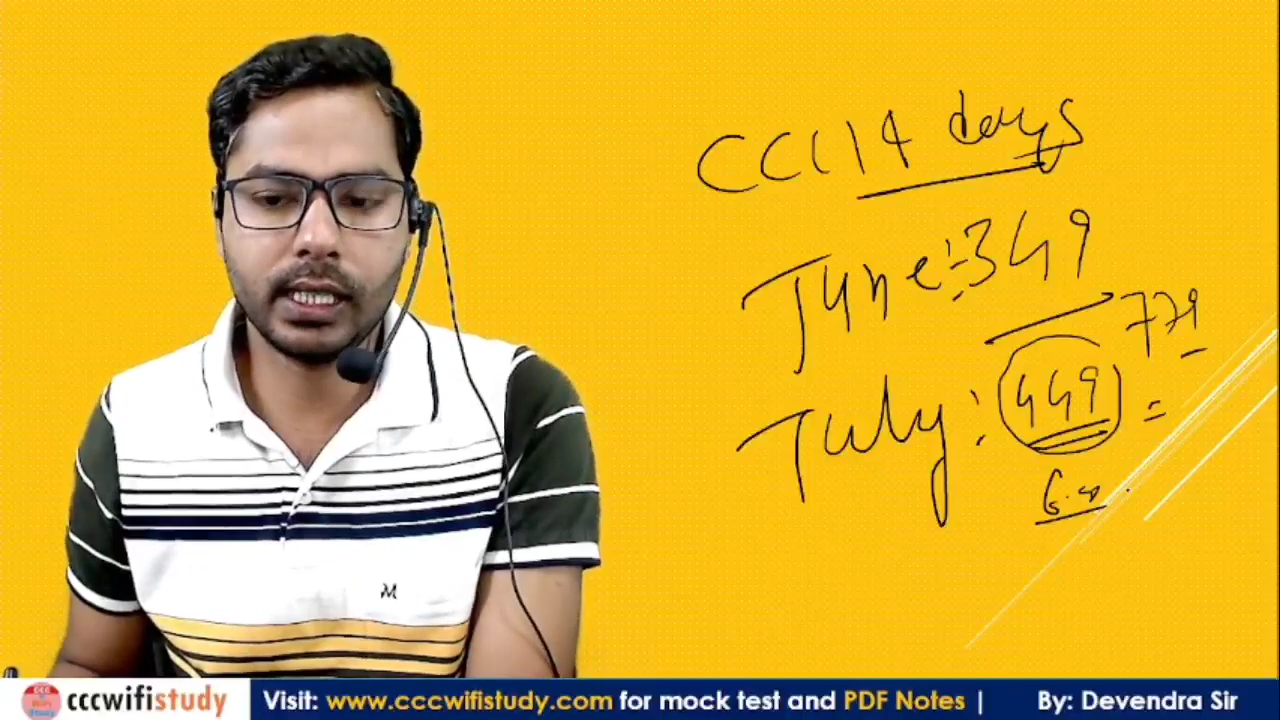 CCC 14 days
June:- 349
779
July: 449 =
cccwifistudy
Visit: www.cccwifistudy.com for mock test and PDF Notes | By: Devendra Sir